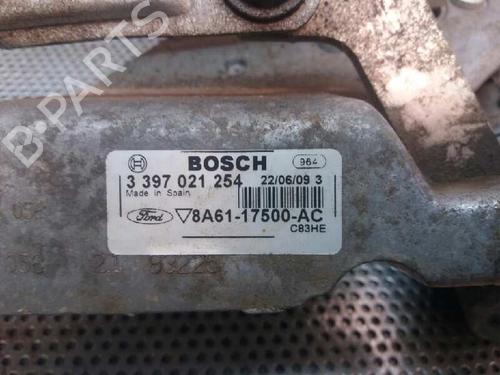 B-PARTS
BOSCH
964
3 397 021 254
22/06/09 3
Made in Spain
Ford
8A61-17500-AC
C83HE